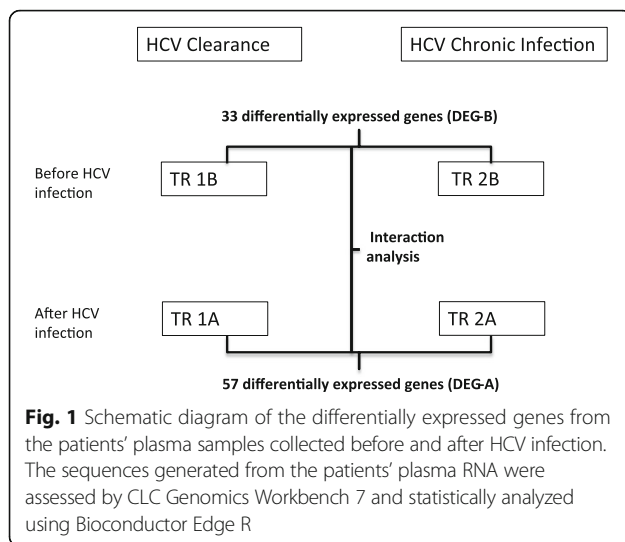 HCV Clearance
HCV Chronic Infection
33 differentially expressed genes (DEG-B)
Before HCV
infection
TR 1B
TR 2B
Interaction
analysis
After HCV
infection
TR 1A
TR 2A
57 differentially expressed genes (DEG-A)
Fig. 1 Schematic diagram of the differentially expressed genes from
the patients’ plasma samples collected before and after HCV infection.
The sequences generated from the patients’ plasma RNA were
assessed by CLC Genomics Workbench 7 and statistically analyzed
using Bioconductor Edge R